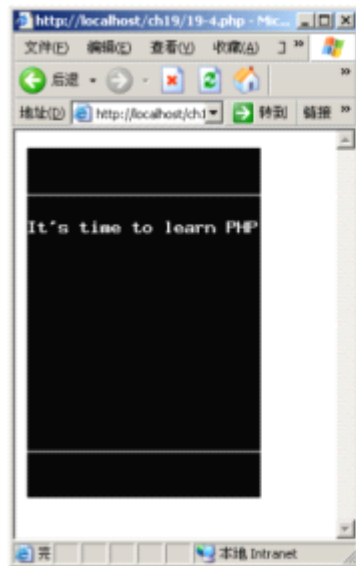 http://localhost/ch19/19-4.php - Mic...
文件(E) 编辑(E) 查看(V) 收藏(A) 工 »
后退 »
地址(D) http://localhost/ch1 转到 链接 »
It's time to learn PHP
完 本地 Intranet